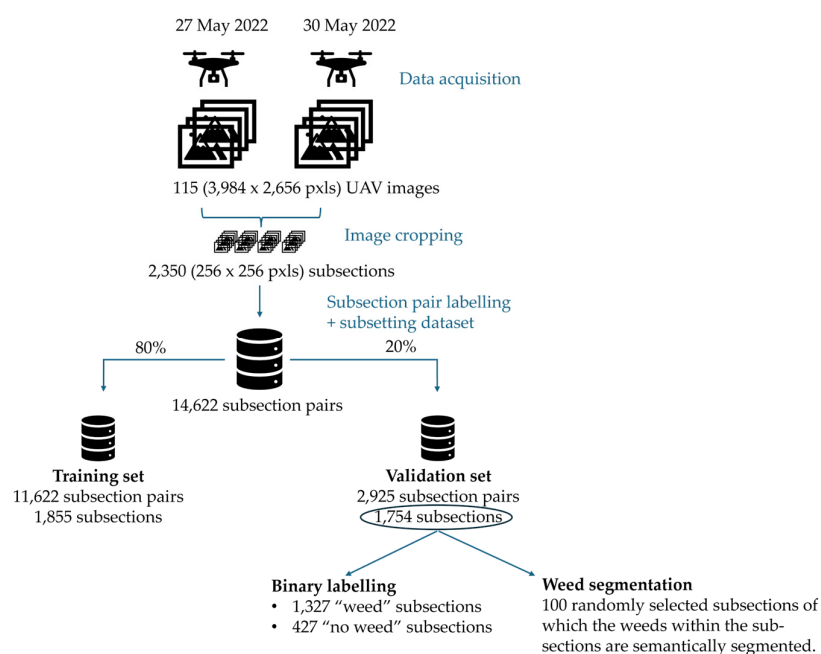 27 May 2022
30 May 2022
Data acquisition
115 (3,984 x 2,656 pxls) UAV images
Image cropping
2,350 (256 x 256 pxls) subsections
Subsection pair labelling
+ subsetting dataset
80%
20%
14,622 subsection pairs
Training set
11,622 subsection pairs
1,855 subsections
Validation set
2,925 subsection pairs
1,754 subsections
Binary labelling
• 1,327 “weed” subsections
• 427 “no weed” subsections
Weed segmentation
100 randomly selected subsections of
which the weeds within the sub-
sections are semantically segmented.